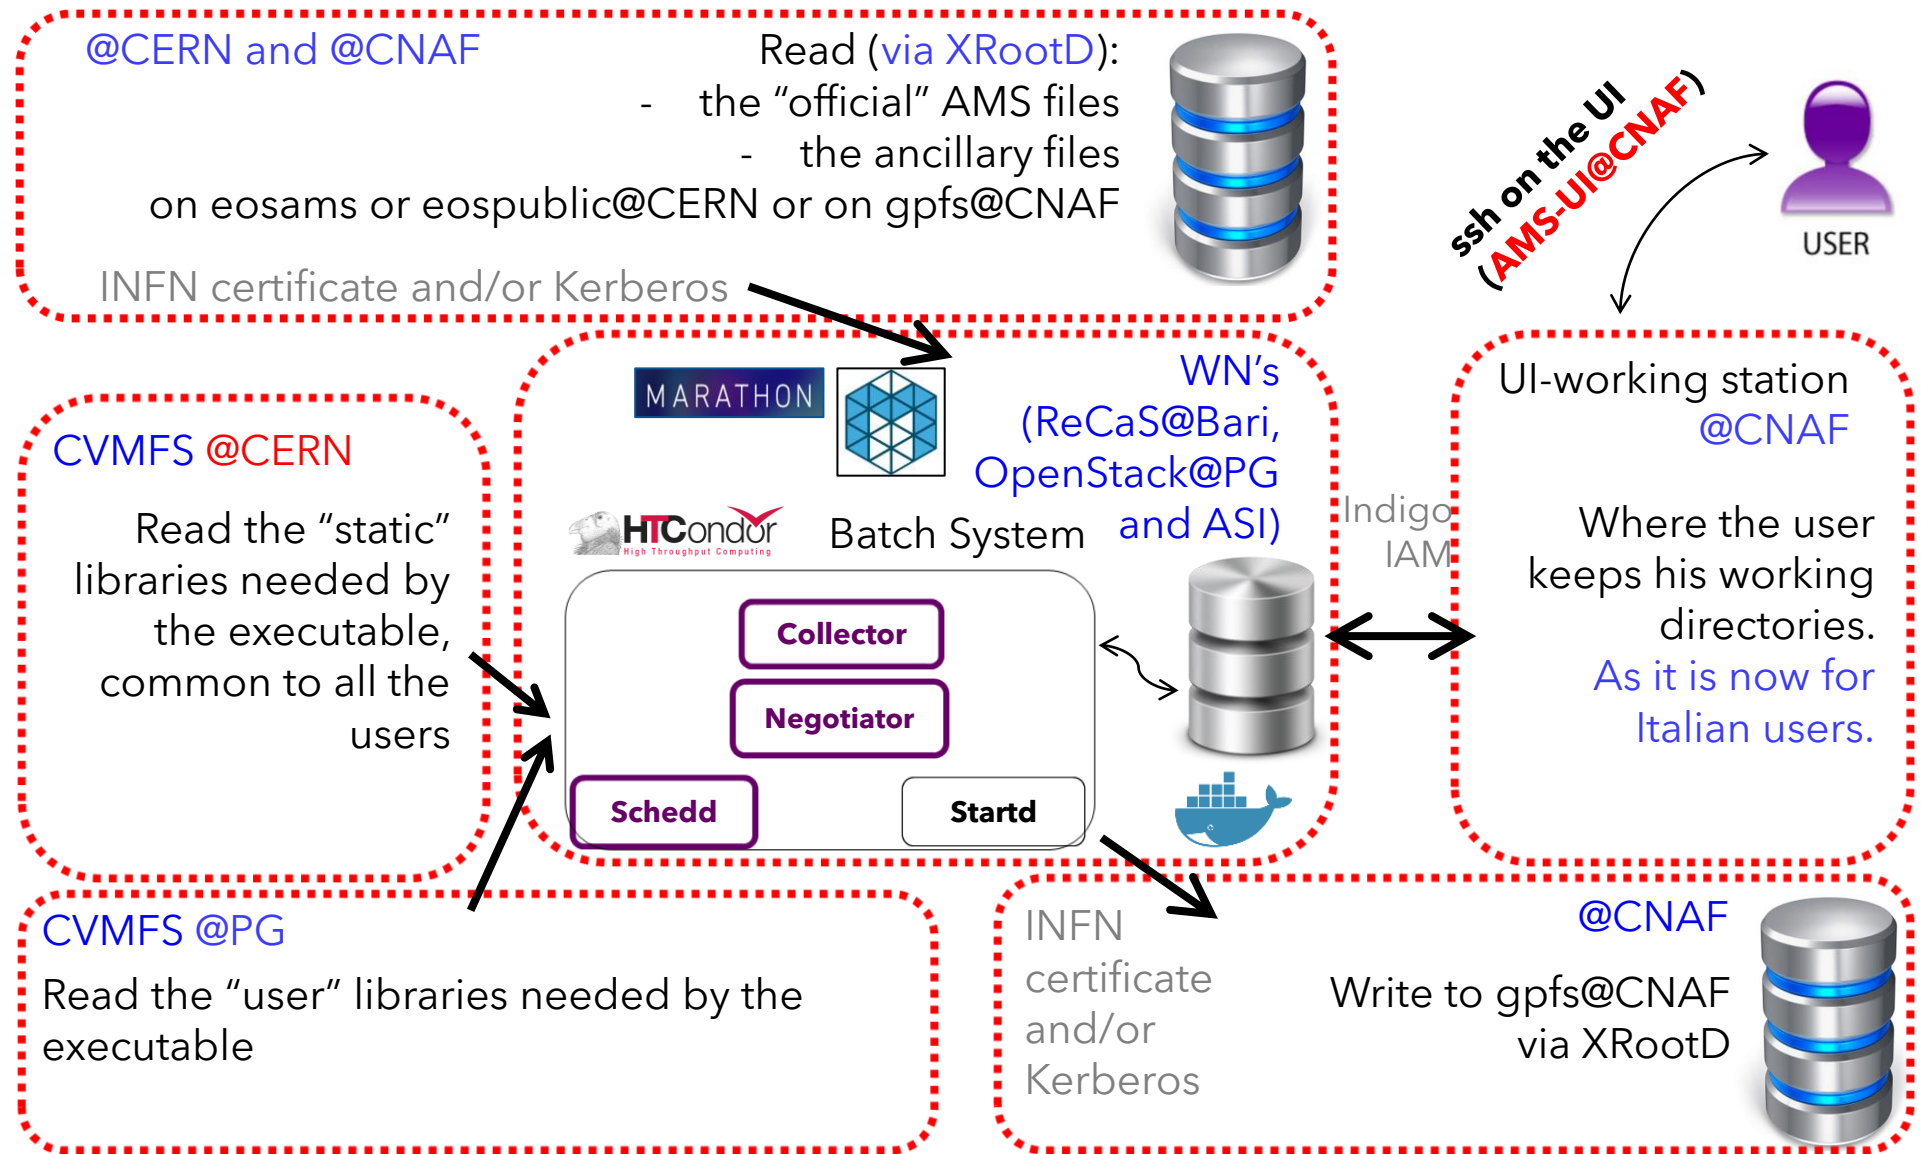 @CERN and @CNAF
Read (via XRootD):
- the “official” AMS files
- the ancillary files
on eosams or eospublic@CERN or on gpfs@CNAF
INFN certificate and/or Kerberos
ssh on the UI
(AMS-UI@CNAF)
USER
CVMFS @CERN
Read the “static”
libraries needed by
the executable,
common to all the
users
MARATHON
WN’s
(ReCaS@Bari,
OpenStack@PG
and ASI)
HTCondor
High Throughput Computing
Batch System
Collector
Negotiator
Schedd
Startd
Indigo
IAM
UI-working station
@CNAF
Where the user
keeps his working
directories.
As it is now for
Italian users.
CVMFS @PG
Read the “user” libraries needed by the
executable
INFN
certificate
and/or
Kerberos
@CNAF
Write to gpfs@CNAF
via XRootD